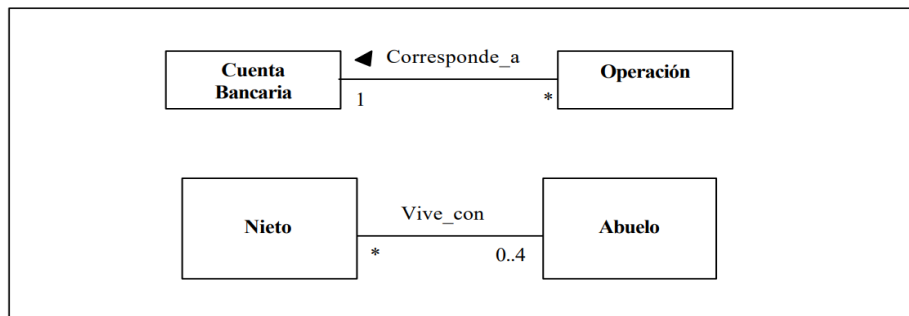 Corresponde_a
Cuenta
Bancaria
Operación
1
*
Nieto
Vive_con
Abuelo
*
0..4